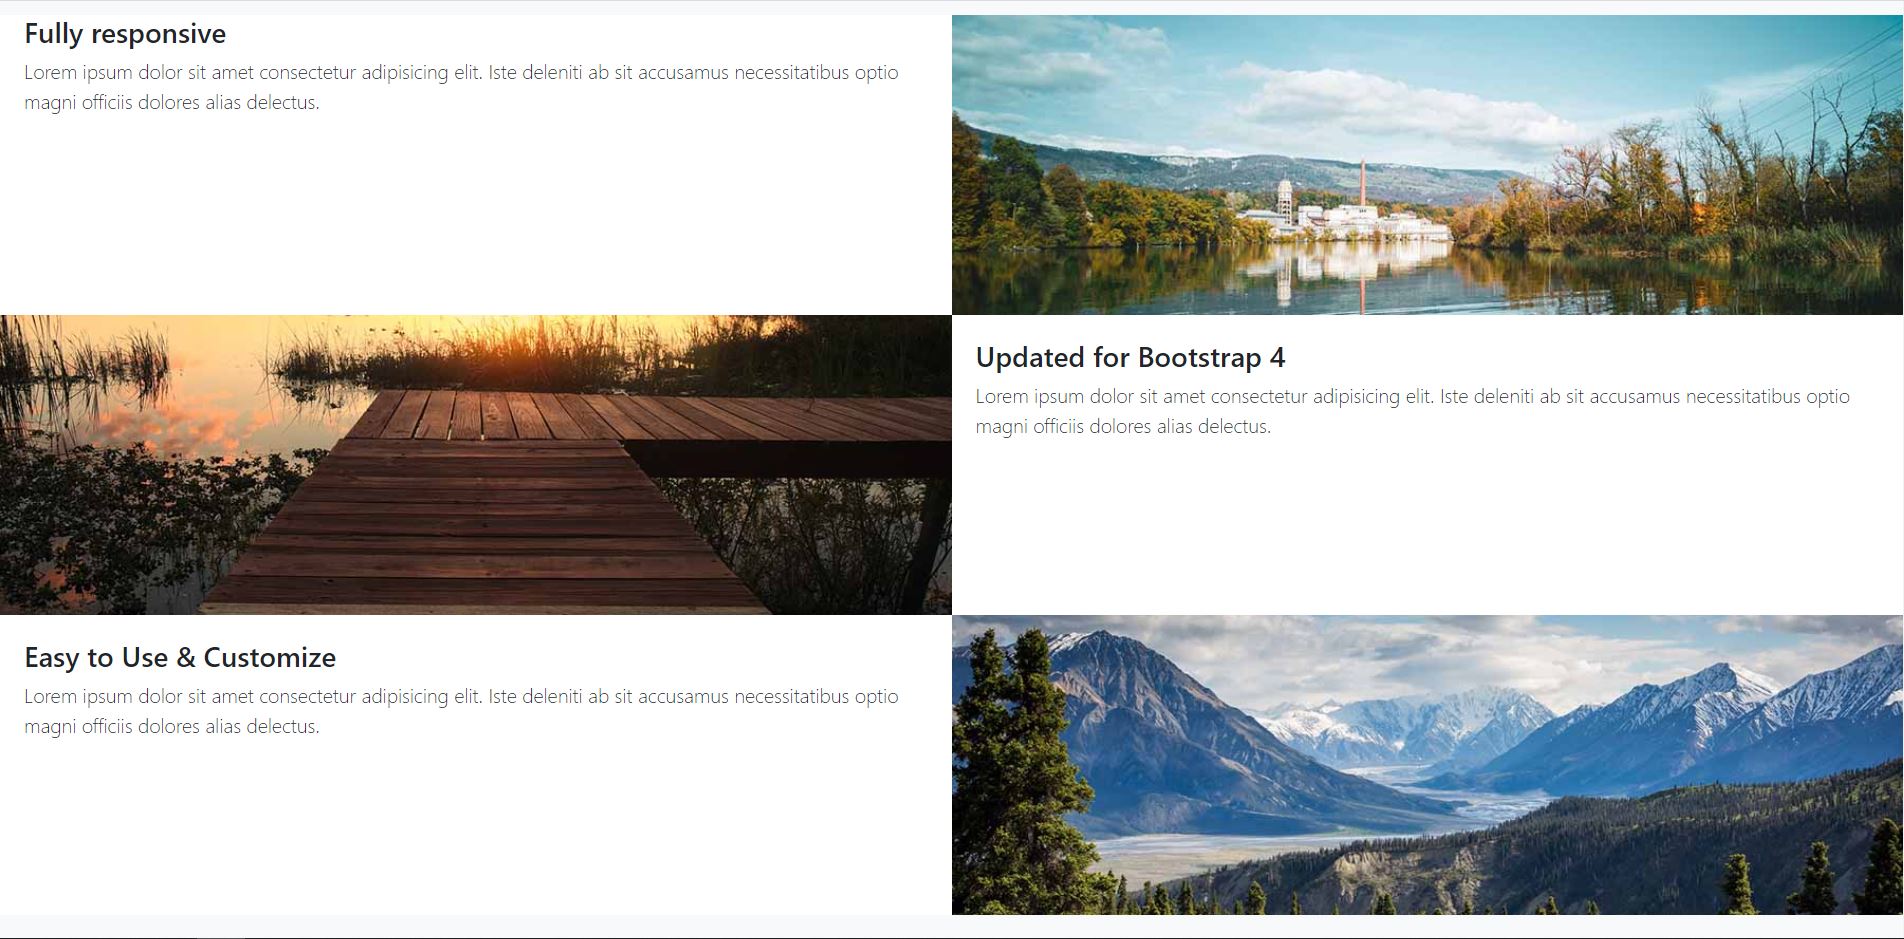 Fully responsive
Lorem ipsum dolor sit amet consectetur adipisicing elit. Iste deleniti ab sit accusamus necessitatibus optio
magni officiis dolores alias delectus.
Updated for Bootstrap 4
Lorem ipsum dolor sit amet consectetur adipisicing elit. Iste deleniti ab sit accusamus necessitatibus optio
magni officiis dolores alias delectus.
Easy to Use & Customize
Lorem ipsum dolor sit amet consectetur adipisicing elit. Iste deleniti ab sit accusamus necessitatibus optio
magni officiis dolores alias delectus.